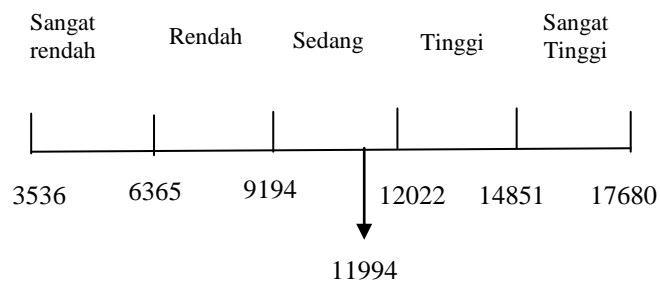 Sangat
rendah
Rendah
Sedang
Tinggi
Sangat
Tinggi
3536
6365
9194
12022
14851
17680
11994